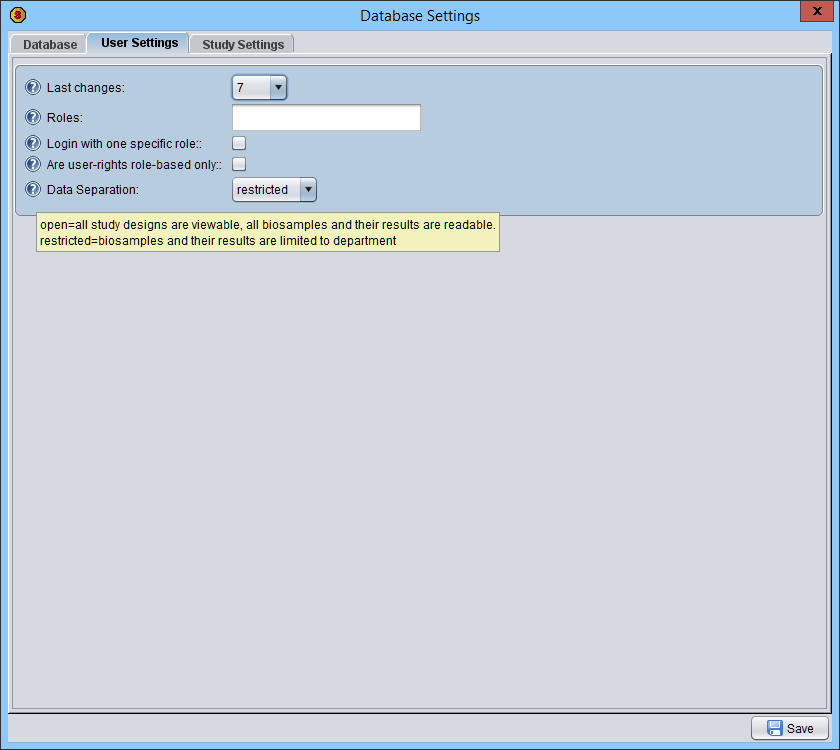 Database Settings
x
Database
User Settings
Study Settings
? Last changes:
7
? Roles:
? Login with one specific role::
? Are user-rights role-based only::
? Data Separation:
restricted
open=all study designs are viewable, all biosamples and their results are readable.
restricted=biosamples and their results are limited to department
Save